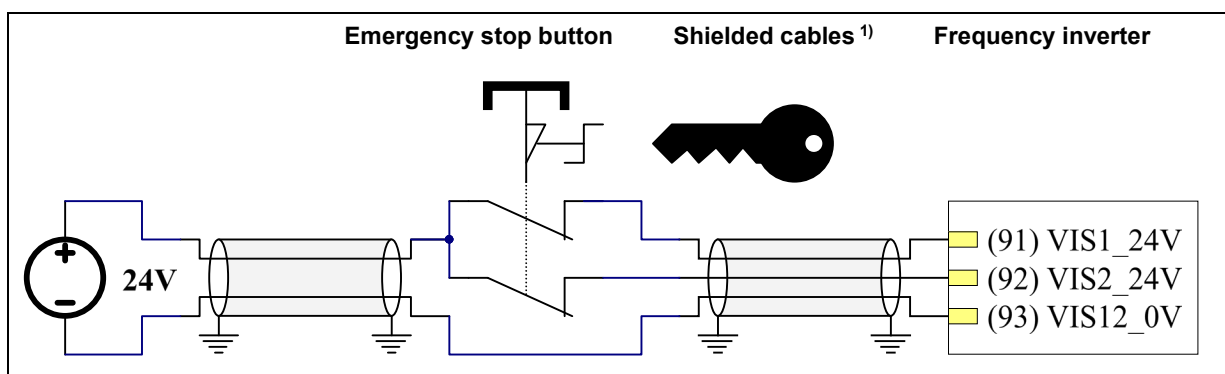 Emergency stop button Shielded cables 1) Frequency inverter
24V
(91) VIS1_24V
(92) VIS2_24V
(93) VIS12_0V